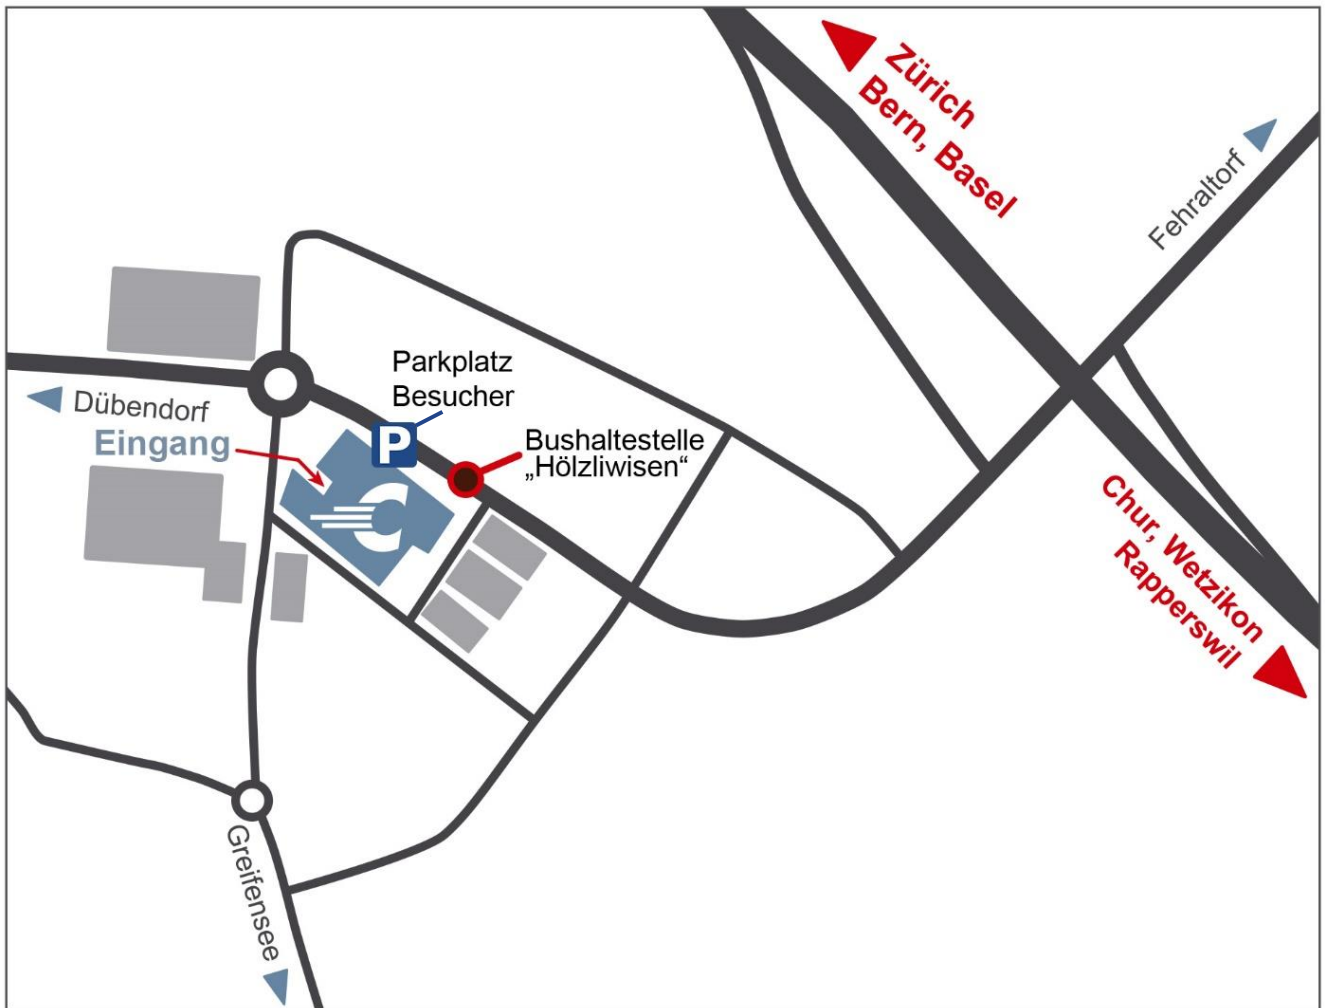 Zürich
Bern, Basel
Fehraltorf
Parkplatz
Besucher
Dübendorf
Eingang
P
Bushaltestelle
„Hölzliwisen“
Chur, Wetzikon
Rapperswil
Greifensee